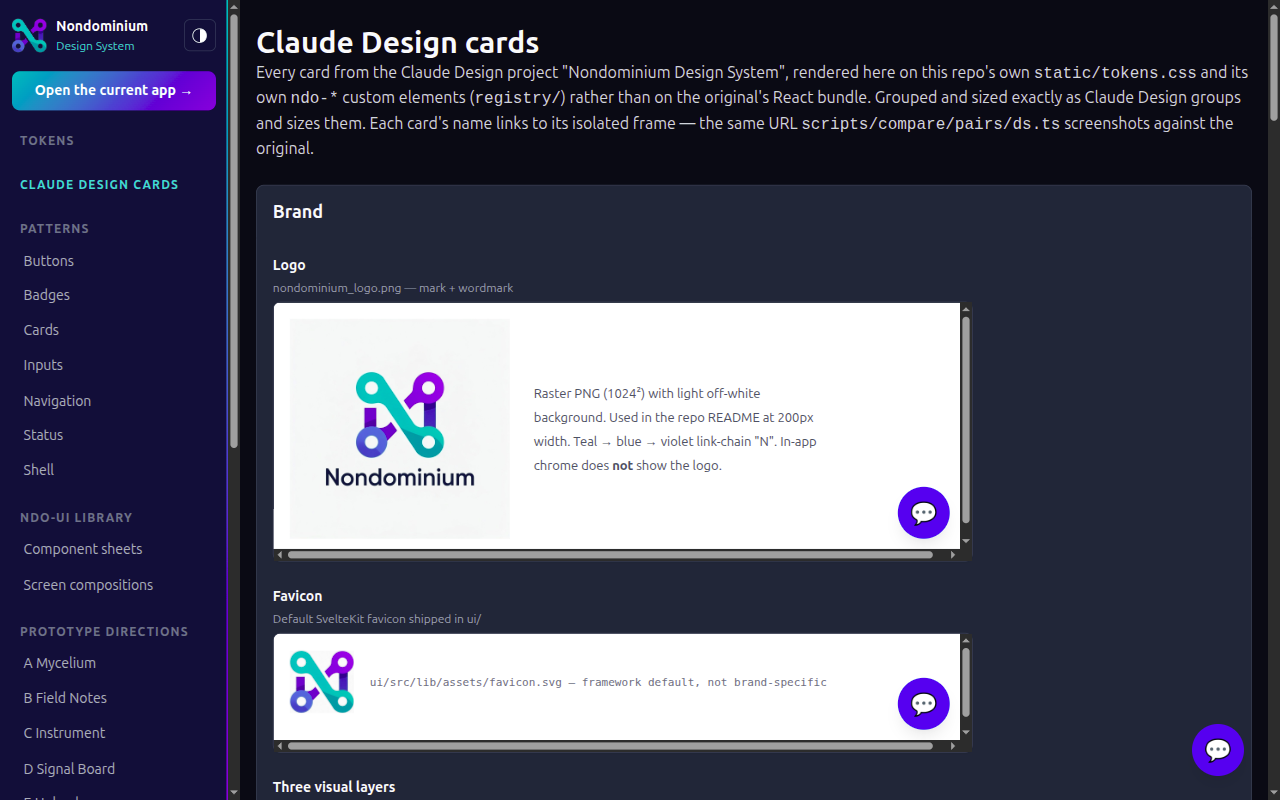 Nondominium
Design System
Open the current app →
TOKENS
CLAUDE DESIGN CARDS
PATTERNS
Buttons
Badges
Cards
Inputs
Navigation
Status
Shell
NDO-UI LIBRARY
Component sheets
Screen compositions
PROTOTYPE DIRECTIONS
A Mycelium
B Field Notes
C Instrument
D Signal Board
Claude Design cards
Every card from the Claude Design project "Nondominium Design System", rendered here on this repo's own static/tokens.css and its
own ndo-* custom elements (registry/) rather than on the original's React bundle. Grouped and sized exactly as Claude Design groups
and sizes them. Each card's name links to its isolated frame — the same URL scripts/compare/pairs/ds.ts screenshots against the
original.
Brand
Logo
nondominium_logo.png — mark + wordmark
Nondominium
Raster PNG (1024²) with light off-white
background. Used in the repo README at 200px
width. Teal → blue → violet link-chain "N". In-app
chrome does not show the logo.
Favicon
Default SvelteKit favicon shipped in ui/
ui/src/lib/assets/favicon.svg — framework default, not brand-specific
Three visual layers